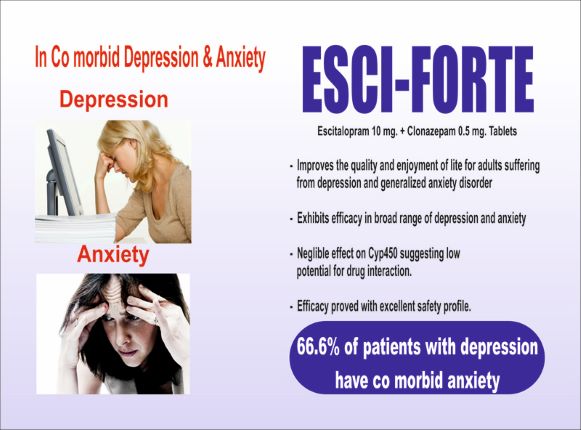 In Co morbid Depression & Anxiety
Depression
Anxiety
ESCI-FORTE
Escitalopram 10 mg. + Clonazepam 0.5 mg. Tablets
- Improves the quality and enjoyment of lite for adults suffering
from depression and generalized anxiety disorder
- Exhibits efficacy in broad range of depression and anxiety
- Neglible effect on Cyp450 suggesting low
potential for drug interaction.
- Efficacy proved with excellent safety profile.
66.6% of patients with depression
have co morbid anxiety